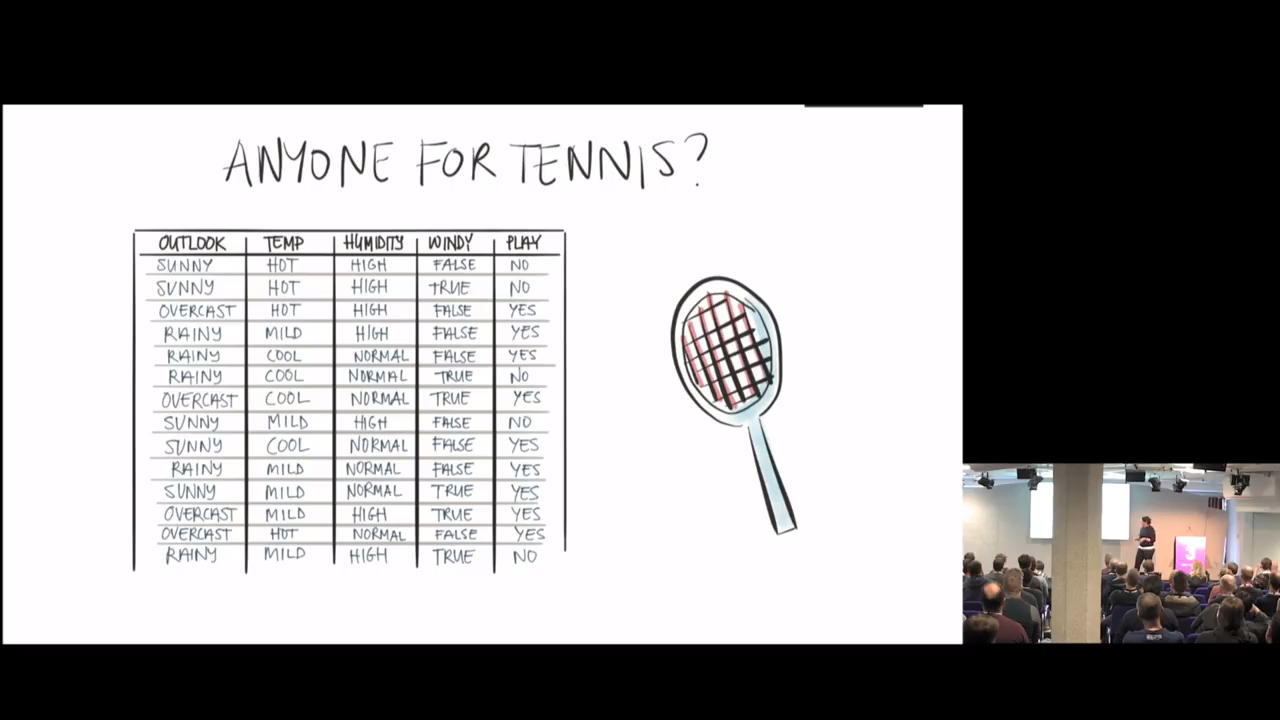 ANYONE FOR TENNIS?
OUTLOOK TEMP HUMIDITY WINDY PLAY
SUNNY HOT HIGH FALSE NO
SUNNY HOT HIGH TRUE NO
OVERCAST HOT HIGH FALSE YES
RAINY MILD HIGH FALSE YES
RAINY COOL NORMAL FALSE YES
RAINY COOL NORMAL TRUE NO
OVERCAST COOL NORMAL TRUE YES
SUNNY MILD HIGH FALSE NO
SUNNY COOL NORMAL FALSE YES
RAINY MILD NORMAL FALSE YES
SUNNY MILD NORMAL TRUE YES
OVERCAST MILD HIGH TRUE YES
OVERCAST HOT NORMAL FALSE YES
RAINY MILD HIGH TRUE NO